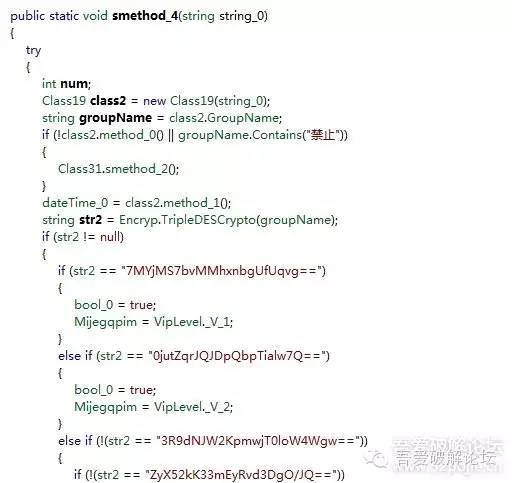 public static void smethod_4(string string_0)
{
try
{
int num;
Class19 class2 = new Class19(string_0);
string groupName = class2.GroupName;
if (!class2.method_0() || groupName.Contains("禁止"))
{
Class31.smethod_2();
}
dateTime_0 = class2.method_1();
string str2 = Encryp.TripleDESCrypto(groupName);
if (str2 != null)
{
if (str2 == "7MYjMS7bvMMhxnbgUfUqvg==")
{
bool_0 = true;
Mijegqpim = VipLevel._V_1;
}
else if (str2 == "0jutZqrJQJDpQbpTialw7Q==")
{
bool_0 = true;
Mijegqpim = VipLevel._V_2;
}
else if (!(str2 == "3R9dNJW2KpmwjT0loW4Wgw=="))
{
if (!(str2 == "ZyX52kK33mEyRvd3DgO/JQ=="))
吾爱破解论坛